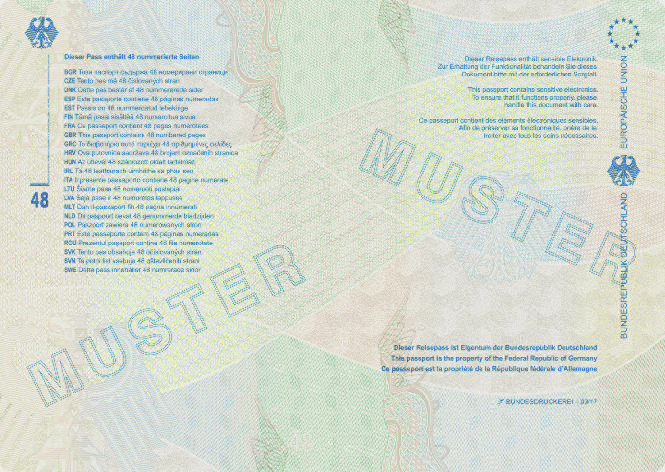 Dieser Pass enthält 48 nummerierte Seiten
BGR Този паспорт съдържа 48 номерирани страници
CZE Tento pas má 48 číslovaných stran
DNK Dette pas består af 48 nummererede sider
ESP Este pasaporte contiene 48 páginas numeradas
EST Passis on 48 nummerdatud lehekülge
FIN Tämä passi sisältää 48 numeroitua sivua
FRA Ce passeport contient 48 pages numérotées
GBR This passport contains 48 numbered pages
GRC Το διαβατήριο αυτό περιέχει 48 αριθμημένες σελίδες
HRV Ova putovnica sadržava 48 brojem označenih stranica
HUN Az útlevél 48 számozott oldalt tartalmaz
IRL Tá 48 leathanach uimhrithe sa phas seo
ITA Il presente passaporto contiene 48 pagine numerate
LTU Šiame pase 48 numeruoti puslapiai
LVA Šajā pasē ir 48 numurētas lappuses
MLT Dan il-passaport fih 48 paġna innumerati
NLD Dit paspoort bevat 48 genummerde bladzijden
POL Paszport zawiera 48 numerowanych stron
PRT Este passaporte contém 48 páginas numeradas
ROU Prezentul pașaport conține 48 file numerotate
SVK Tento pas obsahuje 48 očíslovaných strán
SVN Ta potni list vsebuje 48 oštevilčenih strani
SWE Detta pass innehåller 48 numrerade sidor
48
MUSTER
Dieser Reisepass enthält sensible Elektronik.
Zur Erhaltung der Funktionalität behandeln Sie dieses
Dokument bitte mit der erforderlichen Sorgfalt.
This passport contains sensitive electronics.
To ensure that it functions properly, please
handle this document with care.
Ce passeport contient des éléments électroniques sensibles.
Afin de préserver sa fonctionnalité, prière de le
traiter avec tous les soins nécessaires.
MUSTER
EUROPÄISCHE UNION
BUNDESREPUBLIK DEUTSCHLAND
Dieser Reisepass ist Eigentum der Bundesrepublik Deutschland
This passport is the property of the Federal Republic of Germany
Ce passeport est la propriété de la République fédérale d'Allemagne
BUNDESDRUCKEREI - 03/17